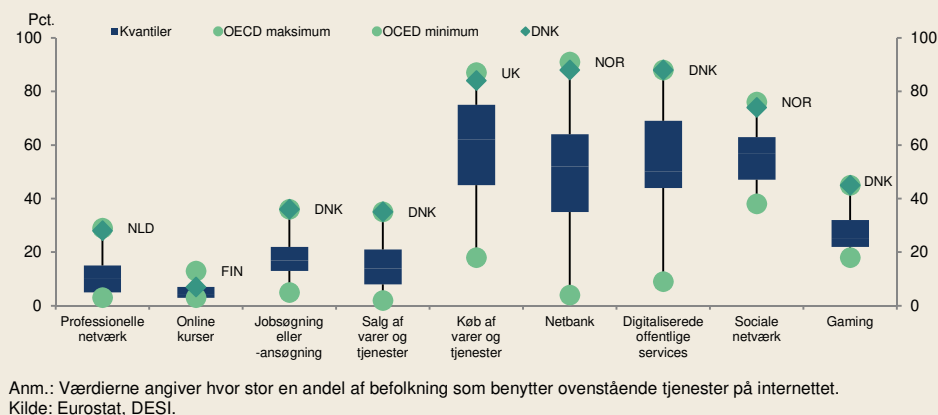 Pct.
Kvantiler OECD maksimum OCED minimum DNK
100 100
80 80
60 60
40 40
20 20
0 0
NLD
FIN
DNK
DNK
UK
NOR
DNK
NOR
DNK
Professionelle netværk
Online kurser
Jobsøgning eller -ansøgning
Salg af varer og tjenester
Køb af varer og tjenester
Netbank
Digitaliserede offentlige services
Sociale netværk
Gaming
Anm.: Værdierne angiver hvor stor en andel af befolkning som benytter ovenstående tjenester på internettet.
Kilde: Eurostat, DESI.